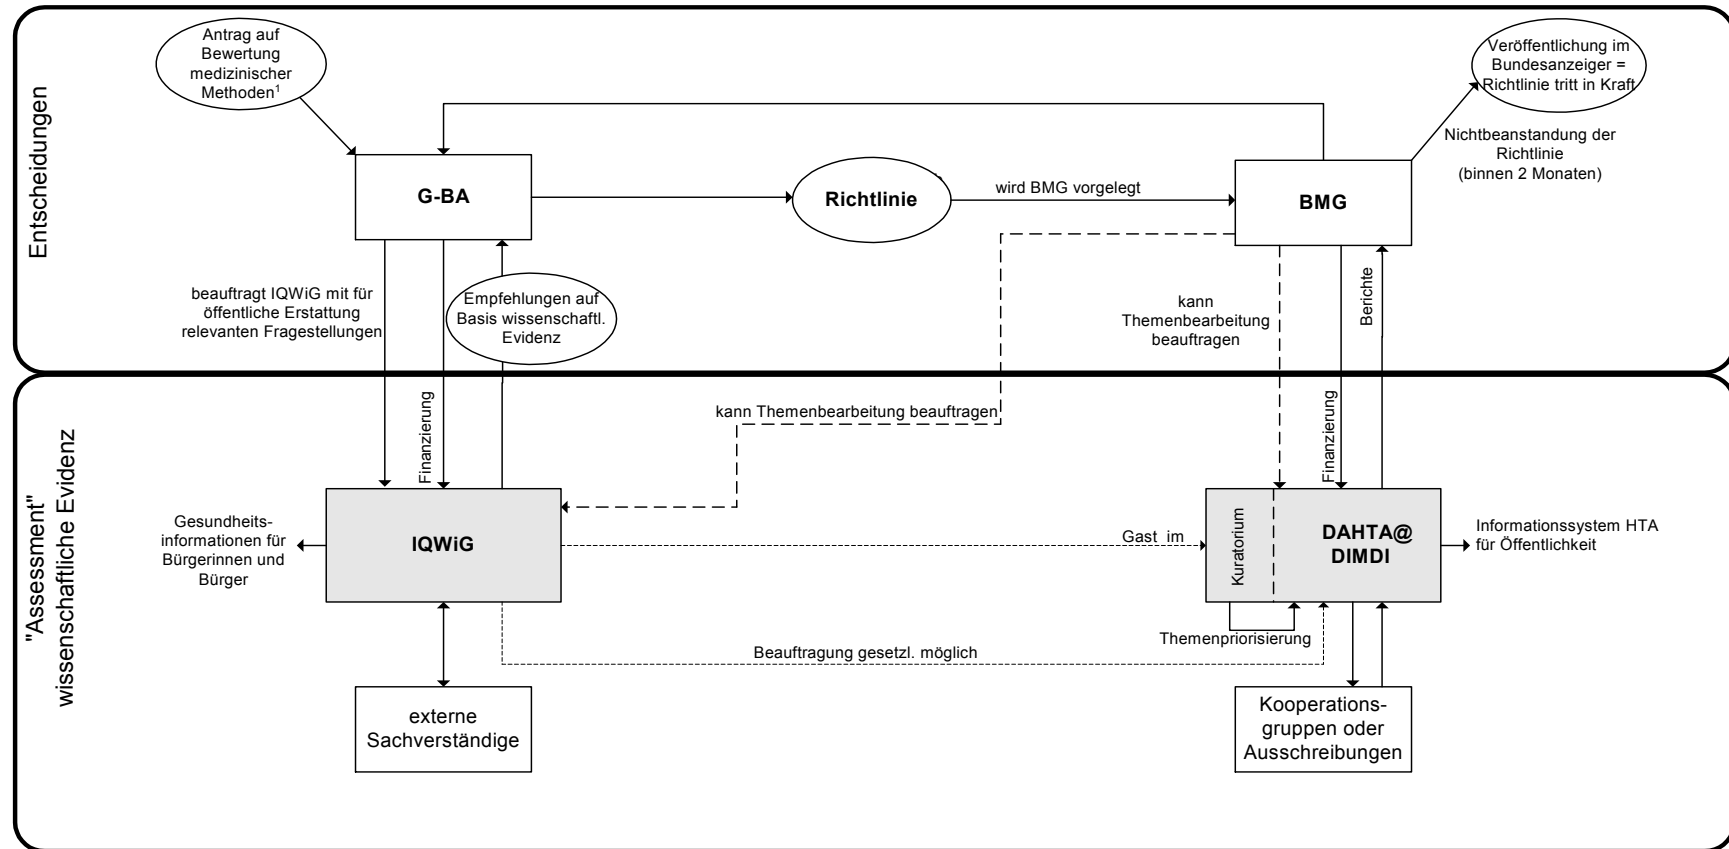 Entscheidungen
Antrag auf
Bewertung
medizinischer
Methoden¹
Veröffentlichung im
Bundesanzeiger =
Richtlinie tritt in Kraft
Nichtbeanstandung der
Richtlinie
(binnen 2 Monaten)
G-BA
Richtlinie
wird BMG vorgelegt
BMG
beauftragt IQWiG mit für
öffentliche Erstattung
relevanten Fragestellungen
Empfehlungen auf
Basis wissenschaftl.
Evidenz
kann
Themenbearbeitung
beauftragen
Berichte
"Assessment"
wissenschaftliche Evidenz
Finanzierung
kann Themenbearbeitung beauftragen
Finanzierung
Gesundheits-
informationen für
Bürgerinnen und
Bürger
IQWiG
Gast im
Kuratorium
DAHTA@
DIMDI
Informationssystem HTA
für Öffentlichkeit
Themenpriorisierung
Beauftragung gesetzl. möglich
externe
Sachverständige
Kooperations-
gruppen oder
Ausschreibungen